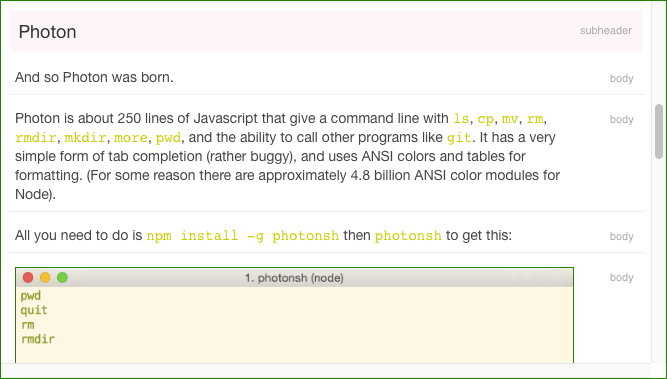 Photon
subheader
And so Photon was born.
body
Photon is about 250 lines of Javascript that give a command line with ls, cp, mv, rm,
body
rmdir, mkdir, more, pwd, and the ability to call other programs like git. It has a very
simple form of tab completion (rather buggy), and uses ANSI colors and tables for
formatting. (For some reason there are approximately 4.8 billion ANSI color modules for
Node).
All you need to do is npm install -g photonsh then photonsh to get this:
body
1. photonsh (node)
body
pwd
quit
rm
rmdir